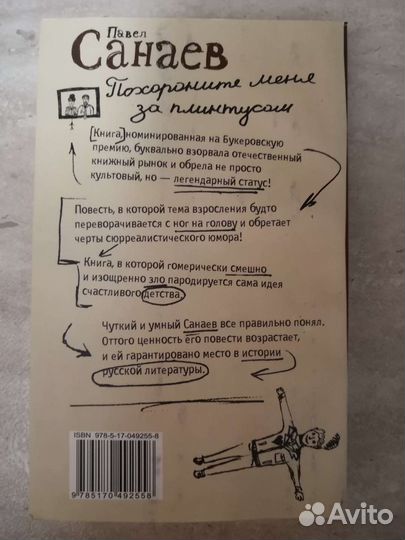 Павел
Санаев
Похороните меня
за плинтусом
Книга, номинированная на Букеровскую
премию, буквально взорвала отечественный
книжный рынок и обрела не просто
культовый, но — легендарный статус!
Повесть, в которой тема взросления будто
переворачивается с ног на голову и обретает
черты сюрреалистического юмора!
Книга, в которой гомерически смешно
и изощренно зло пародируется сама идея
счастливого детства.
Чуткий и умный Санаев все правильно понял.
Оттого ценность его повести возрастает,
и ей гарантировано место в истории
русской литературы.
ISBN 978-5-17-049255-8
9785170492558
Avito